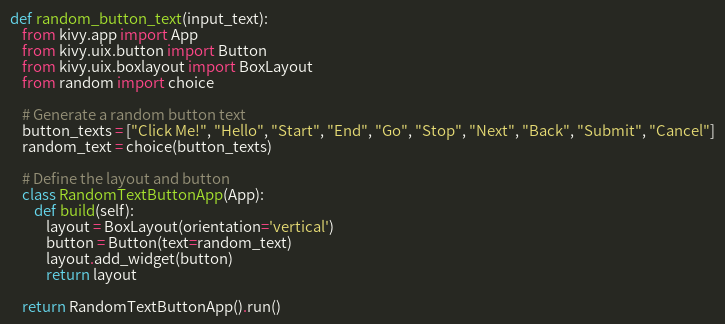 def random_button_text(input_text):
    from kivy.app import App
    from kivy.uix.button import Button
    from kivy.uix.boxlayout import BoxLayout
    from random import choice

    # Generate a random button text
    button_texts = ["Click Me!", "Hello", "Start", "End", "Go", "Stop", "Next", "Back", "Submit", "Cancel"]
    random_text = choice(button_texts)

    # Define the layout and button
    class RandomTextButtonApp(App):
        def build(self):
            layout = BoxLayout(orientation='vertical')
            button = Button(text=random_text)
            layout.add_widget(button)
            return layout

    return RandomTextButtonApp().run()